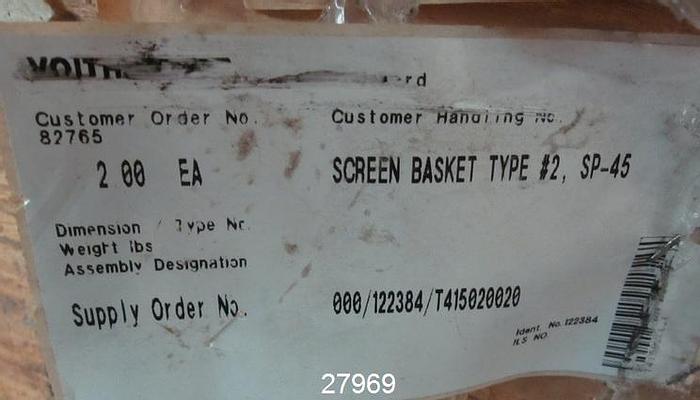 VOITH
Customer Order No. Customer Handling No.
82765
2.00 EA SCREEN BASKET TYPE #2, SP-45
Dimension / Type Nr.
Weight lbs
Assembly Designation
Supply Order No. 000/122384/T415020020
Ident. No. 122384
ILS NO.
27969